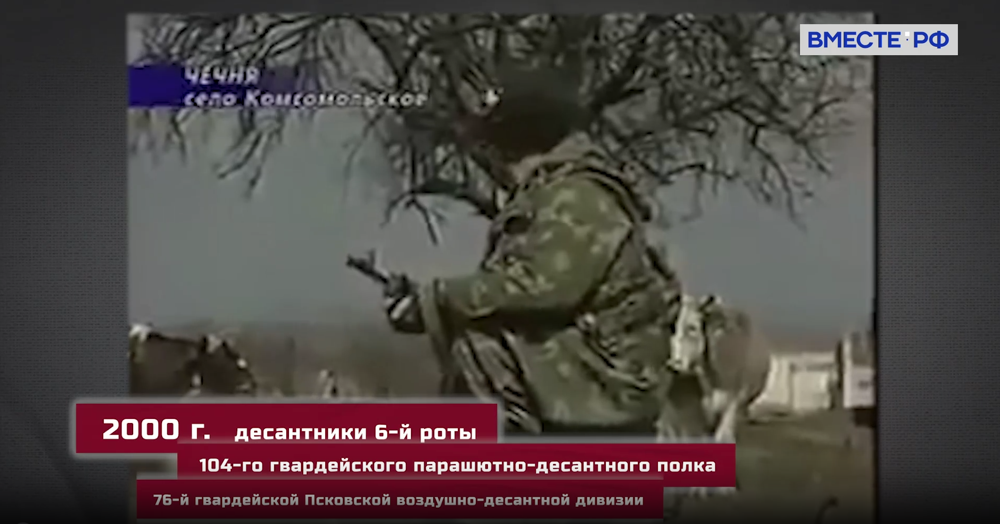 ВМЕСТЕ·РФ
ЧЕЧНЯ
село Комсомольское
2000 г. десантники 6-й роты
104-го гвардейского парашютно-десантного полка
76-й гвардейской Псковской воздушно-десантной дивизии